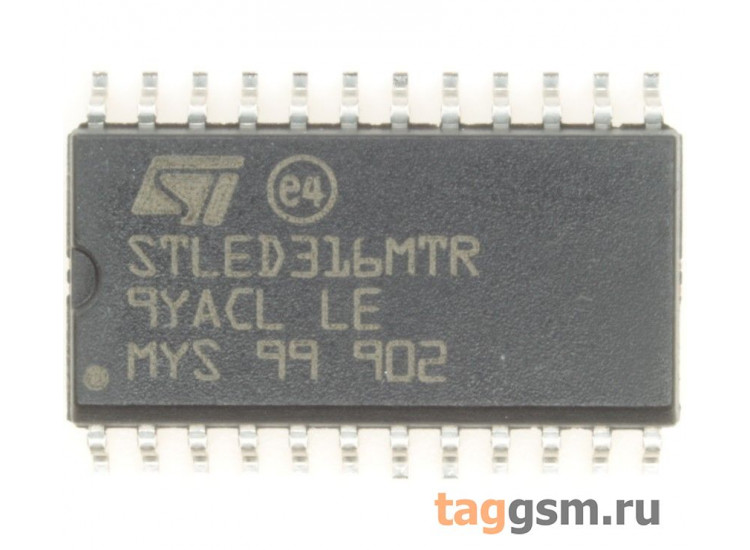 ST e4
STLED316MTR
9YACL LE
MYS 99 902
taggsm.ru